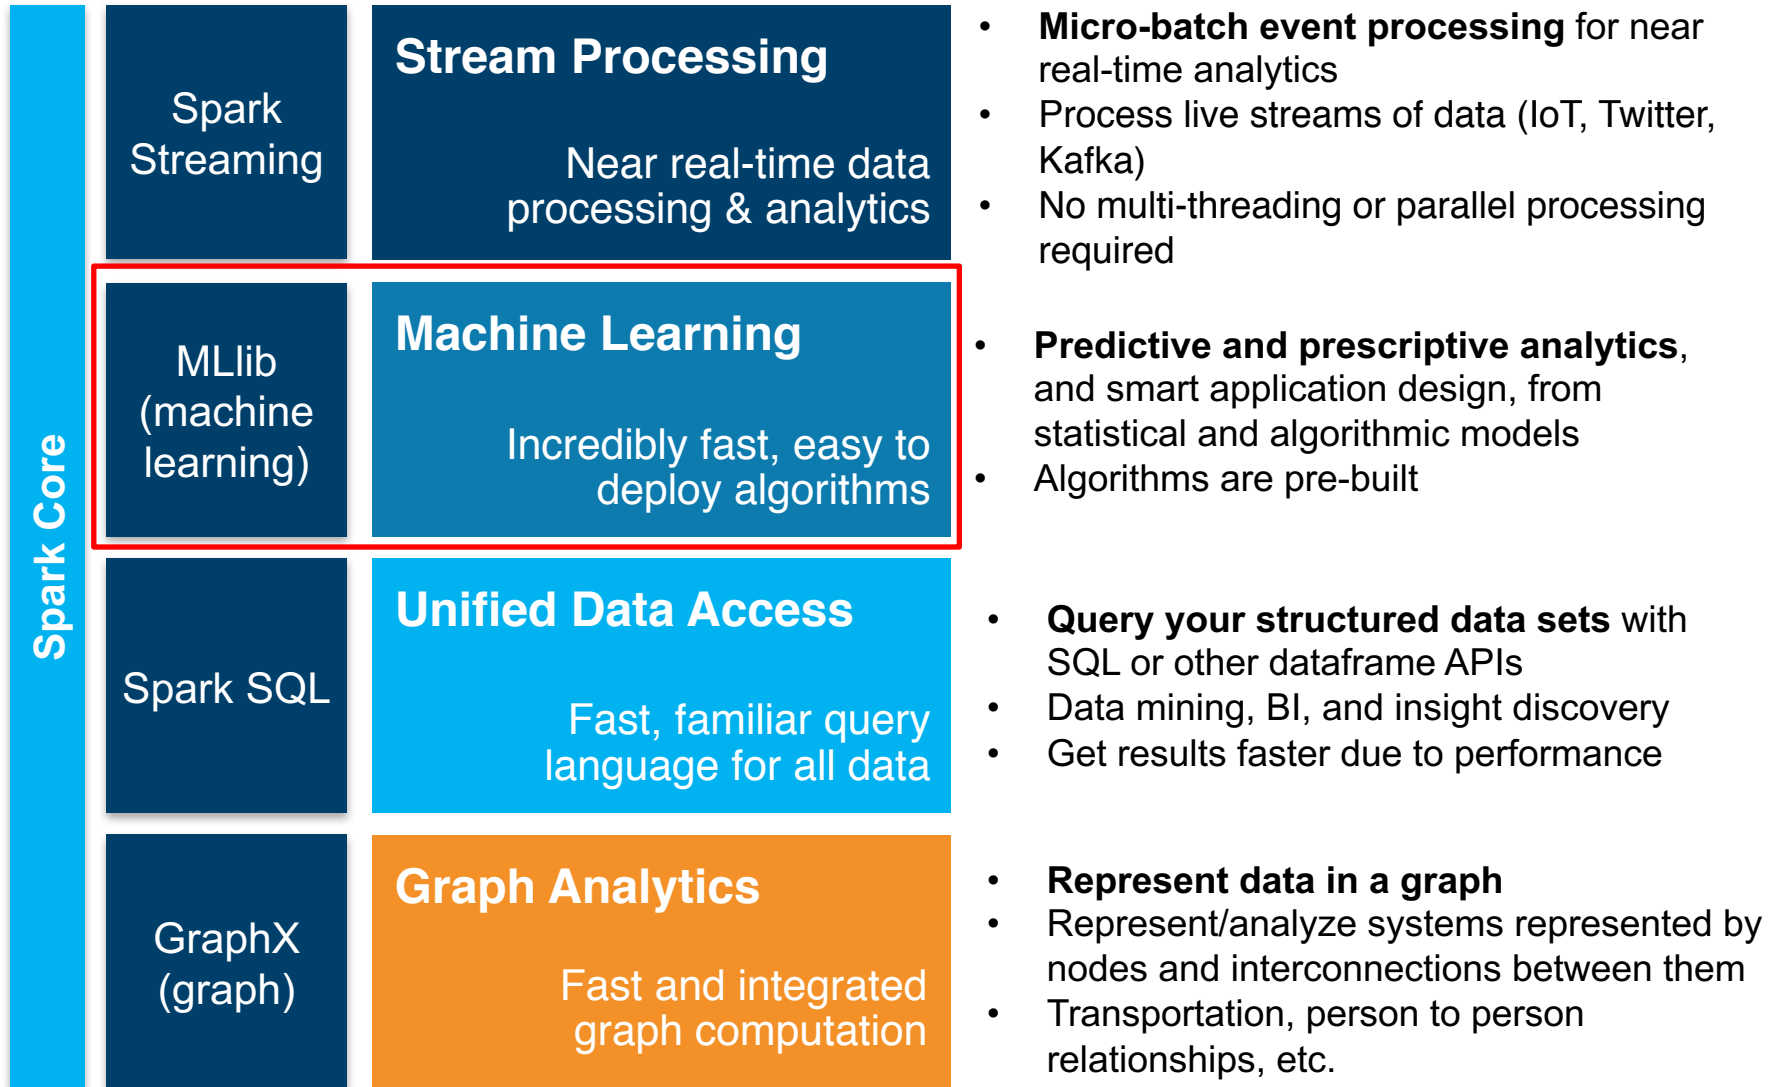 Spark Core
Spark
Streaming
Stream Processing
Near real-time data
processing & analytics
• Micro-batch event processing for near
real-time analytics
• Process live streams of data (IoT, Twitter,
Kafka)
• No multi-threading or parallel processing
required
MLlib
(machine
learning)
Machine Learning
Incredibly fast, easy to
deploy algorithms
• Predictive and prescriptive analytics,
and smart application design, from
statistical and algorithmic models
• Algorithms are pre-built
Spark SQL
Unified Data Access
Fast, familiar query
language for all data
• Query your structured data sets with
SQL or other dataframe APIs
• Data mining, BI, and insight discovery
• Get results faster due to performance
GraphX
(graph)
Graph Analytics
Fast and integrated
graph computation
• Represent data in a graph
• Represent/analyze systems represented by
nodes and interconnections between them
• Transportation, person to person
relationships, etc.